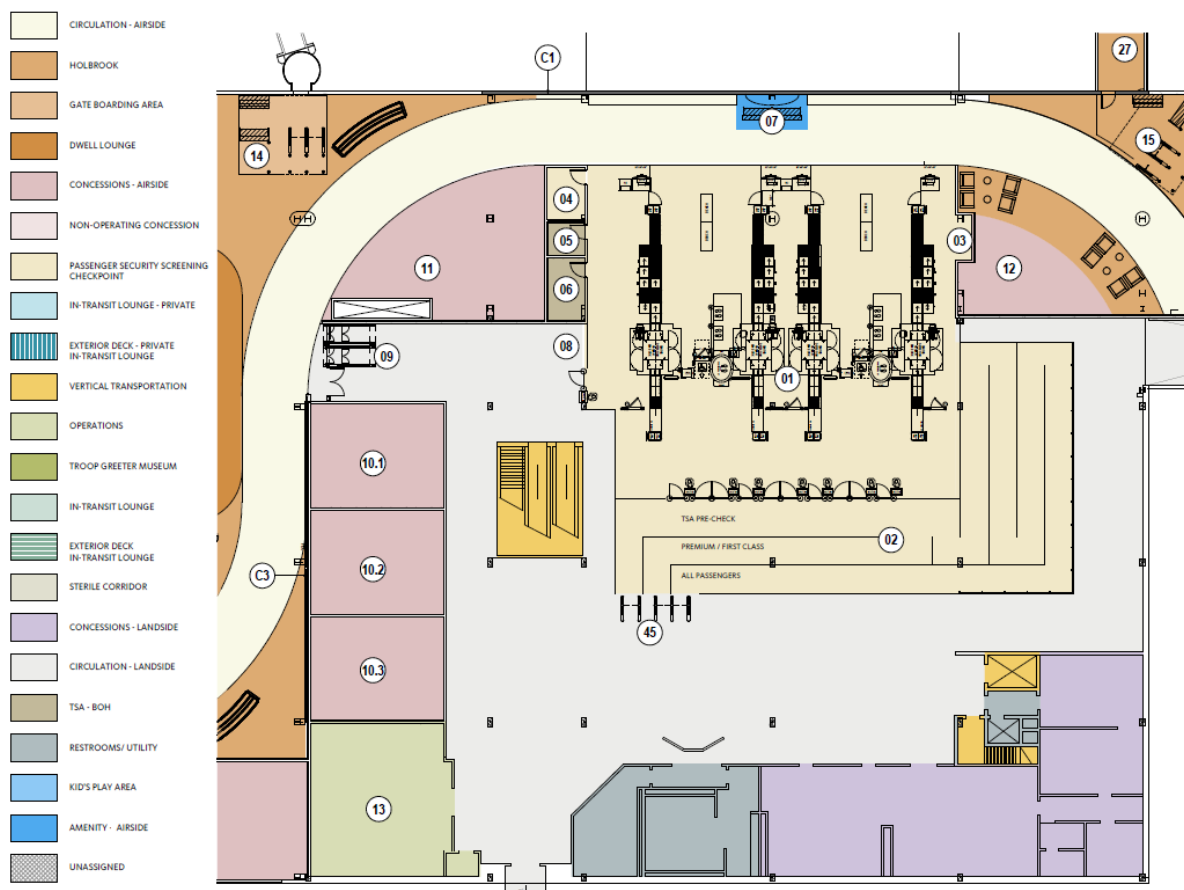 CIRCULATION - AIRSIDE
HOLBROOK
GATE BOARDING AREA
DWELL LOUNGE
CONCESSIONS - AIRSIDE
NON-OPERATING CONCESSION
PASSENGER SECURITY SCREENING
CHECKPOINT
IN-TRANSIT LOUNGE - PRIVATE
EXTERIOR DECK - PRIVATE
IN-TRANSIT LOUNGE
VERTICAL TRANSPORTATION
OPERATIONS
TROOP GREETER MUSEUM
IN-TRANSIT LOUNGE
EXTERIOR DECK
IN-TRANSIT LOUNGE
STERILE CORRIDOR
CONCESSIONS - LANDSIDE
CIRCULATION - LANDSIDE
TSA - BOH
RESTROOMS/ UTILITY
KID'S PLAY AREA
AMENITY - AIRSIDE
UNASSIGNED
C1
27
07
14
15
04
05
03
11
12
06
08
09
01
10.1
TSA PRE-CHECK
02
PREMIUM / FIRST CLASS
10.2
C3
ALL PASSENGERS
45
10.3
13